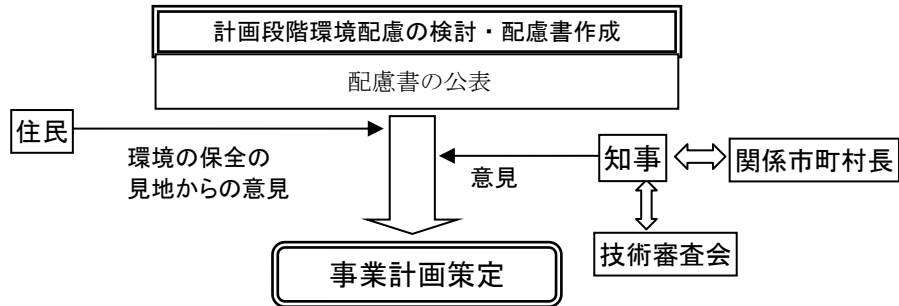 計画段階環境配慮の検討・配慮書作成
配慮書の公表
住民
環境の保全の
見地からの意見
意見
知事
関係市町村長
技術審査会
事業計画策定